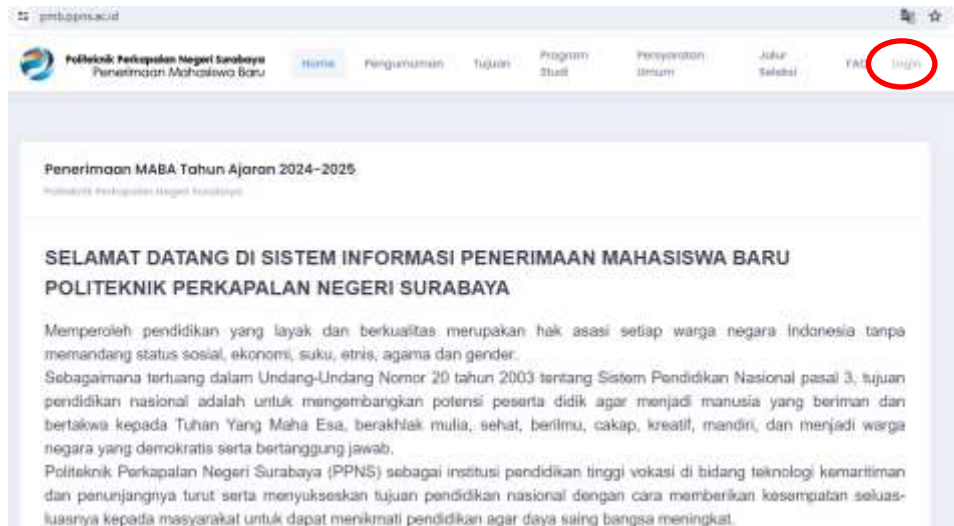 pmb.ppns.ac.id
Politeknik Perkapalan Negeri Surabaya
Penerimaan Mahasiswa Baru
Home
Pengumuman
Tujuan
Program
Studi
Persyaratan
Umum
Jalur
Seleksi
FAQ
Login
Penerimaan MABA Tahun Ajaran 2024-2025
Politeknik Perkapalan Negeri Surabaya
SELAMAT DATANG DI SISTEM INFORMASI PENERIMAAN MAHASISWA BARU
POLITEKNIK PERKAPALAN NEGERI SURABAYA
Memperoleh pendidikan yang layak dan berkualitas merupakan hak asasi setiap warga negara Indonesia tanpa
memandang status sosial, ekonomi, suku, etnis, agama dan gender.
Sebagaimana tertuang dalam Undang-Undang Nomor 20 tahun 2003 tentang Sistem Pendidikan Nasional pasal 3, tujuan
pendidikan nasional adalah untuk mengembangkan potensi peserta didik agar menjadi manusia yang beriman dan
bertakwa kepada Tuhan Yang Maha Esa, berakhlak mulia, sehat, berilmu, cakap, kreatif, mandiri, dan menjadi warga
negara yang demokratis serta bertanggung jawab.
Politeknik Perkapalan Negeri Surabaya (PPNS) sebagai institusi pendidikan tinggi vokasi di bidang teknologi kemaritiman
dan penunjangnya turut serta menyukseskan tujuan pendidikan nasional dengan cara memberikan kesempatan seluas-
luasnya kepada masyarakat untuk dapat menikmati pendidikan agar daya saing bangsa meningkat.